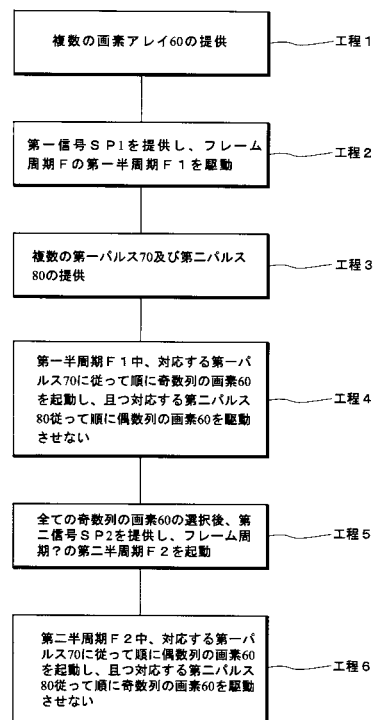 複数の画素アレイ60の提供
工程1
第一信号SP1を提供し、フレーム
周期Fの第一半周期F1を駆動
工程2
複数の第一パルス70及び第二パルス
80の提供
工程3
第一半周期F1中、対応する第一パ
ルス70に従って順に奇数列の画素60
を起動し、且つ対応する第二パルス
80従って順に偶数列の画素60を駆動
させない
工程4
全ての奇数列の画素60の選択後、第
二信号SP2を提供し、フレーム周
期?の第二半周期F2を起動
工程5
第二半周期F2中、対応する第一パ
ルス70に従って順に偶数列の画素60
を起動し、且つ対応する第二パルス
80従って順に奇数列の画素60を駆動
させない
工程6